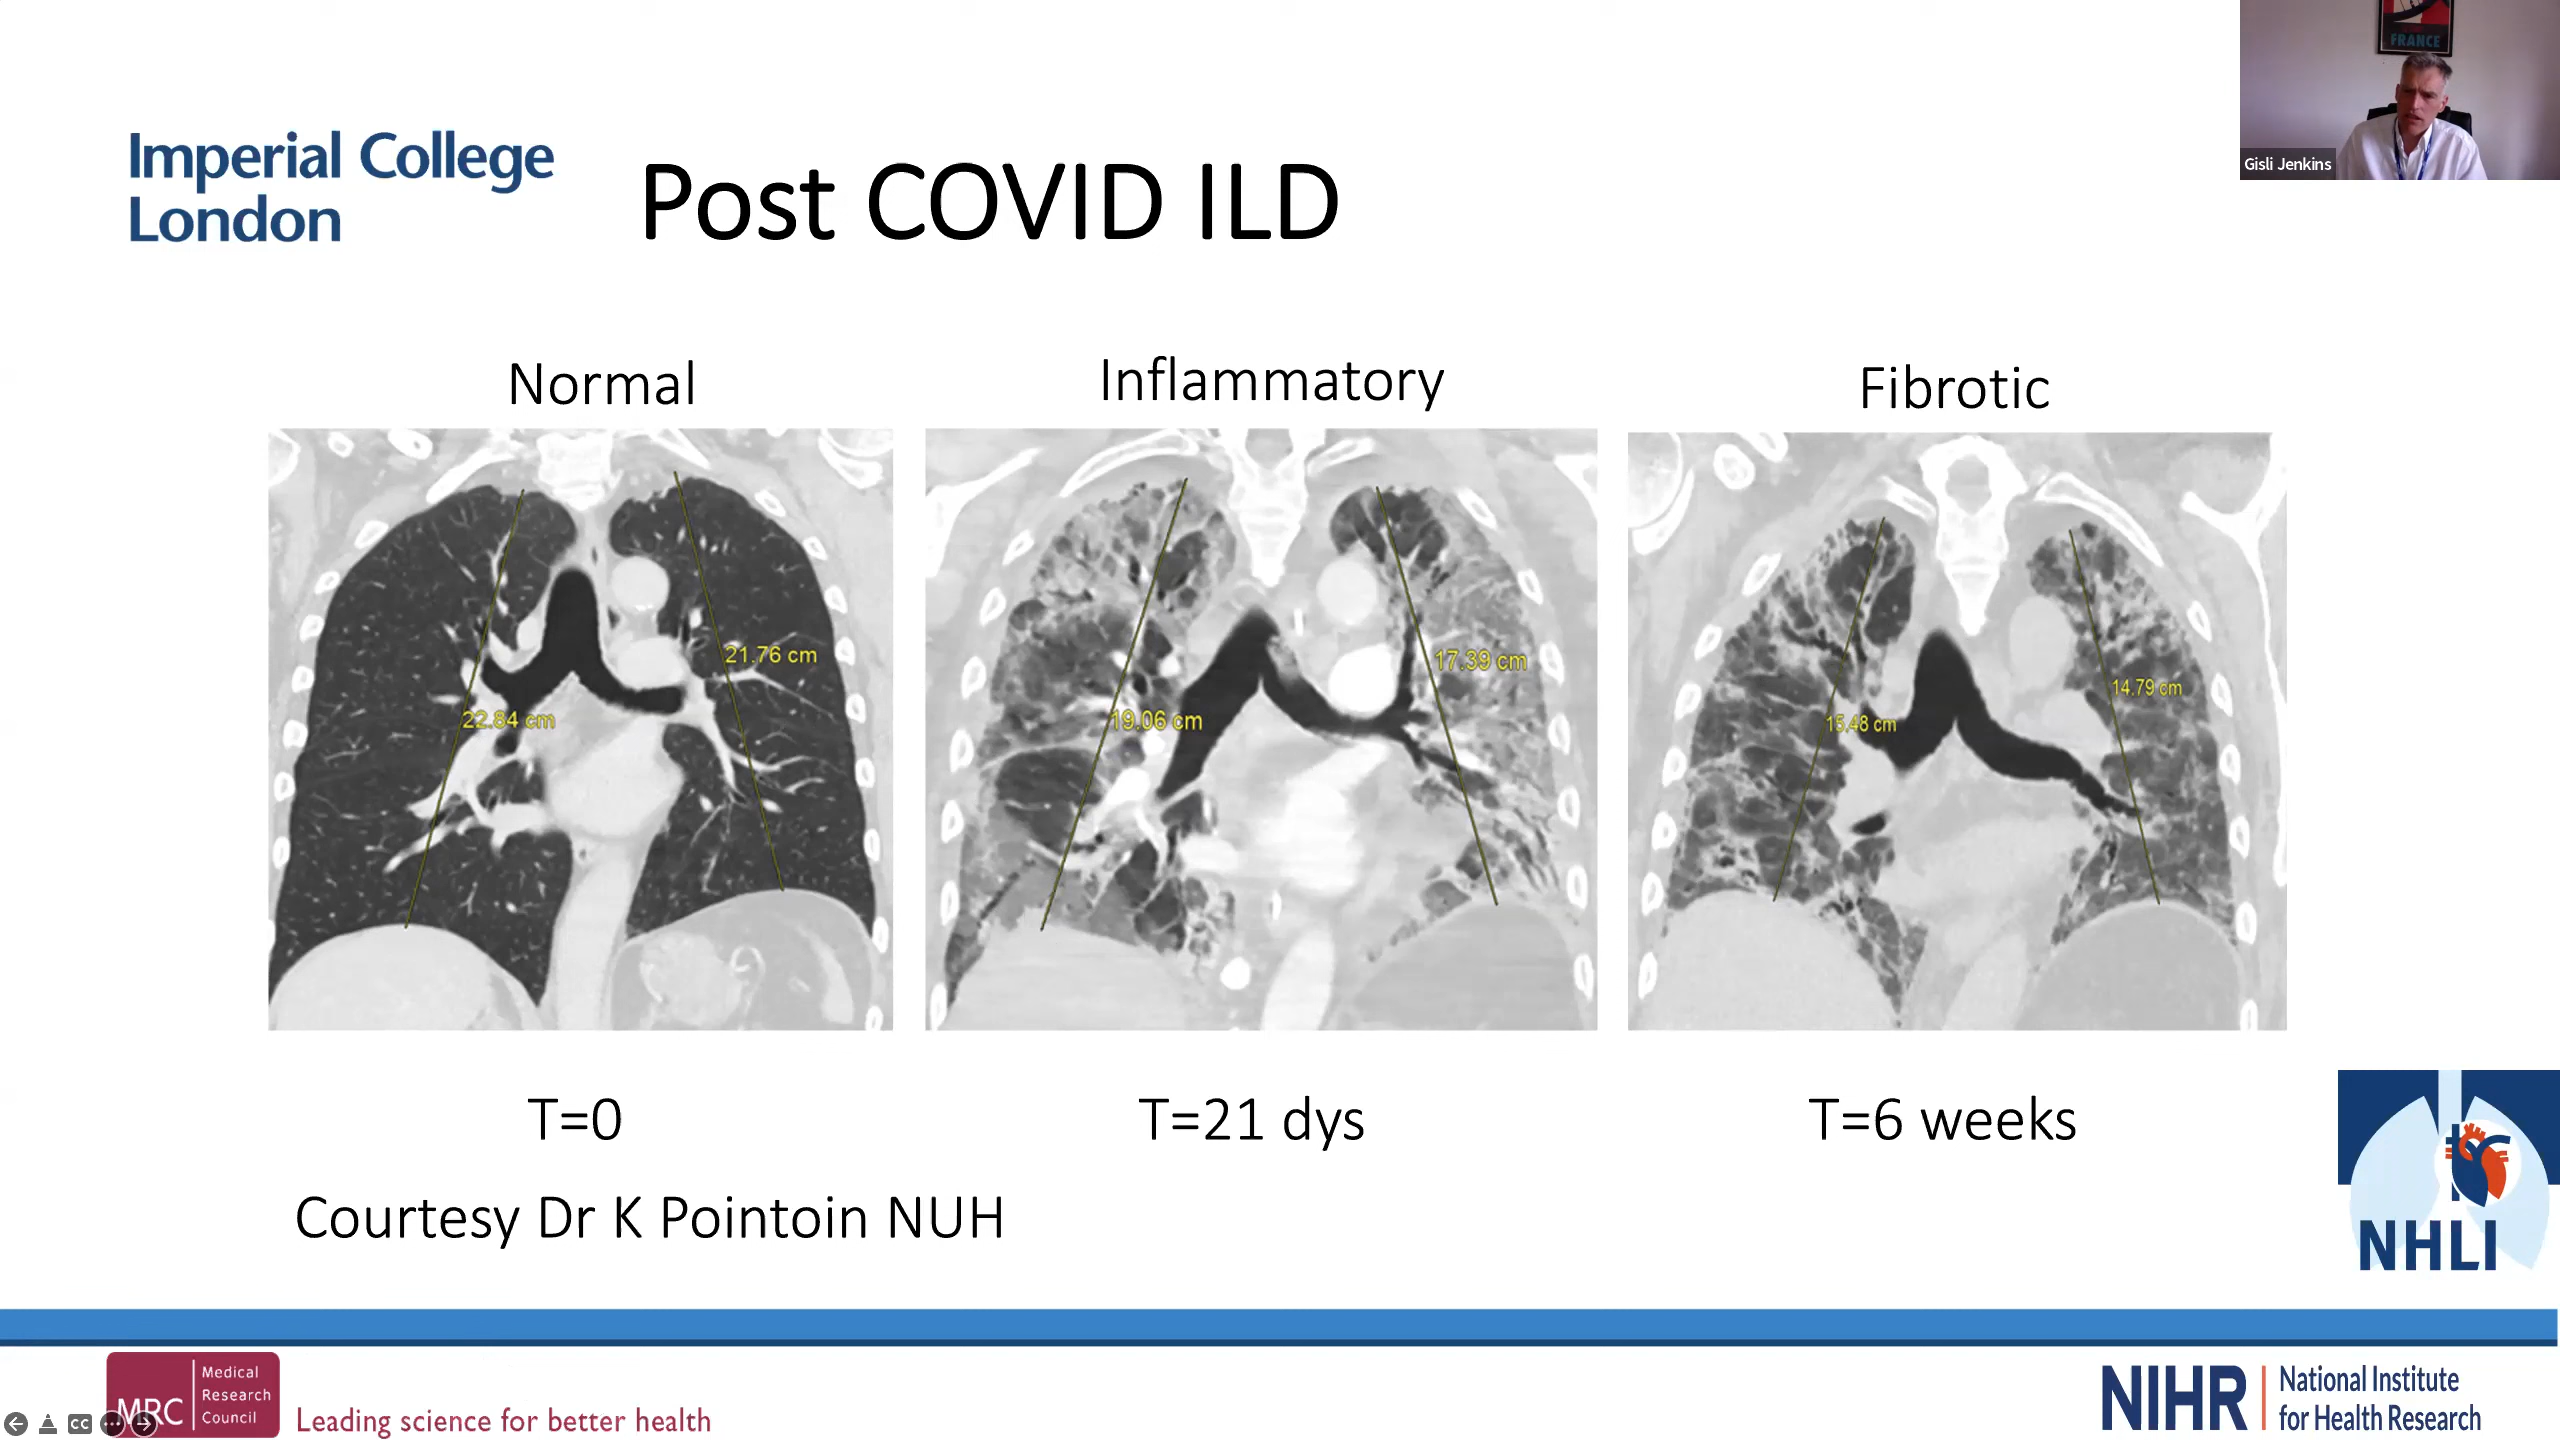 FRANCE
Gisli Jenkins
Imperial College
London
Post COVID ILD
Normal
Inflammatory
Fibrotic
21.76 cm
22.84 cm
17.39 cm
19.06 cm
14.79 cm
15.48 cm
T=0
T=21 dys
T=6 weeks
Courtesy Dr K Pointoin NUH
NHLI
MRC
Medical
Research
Council
Leading science for better health
NIHR
National Institute
for Health Research
CC